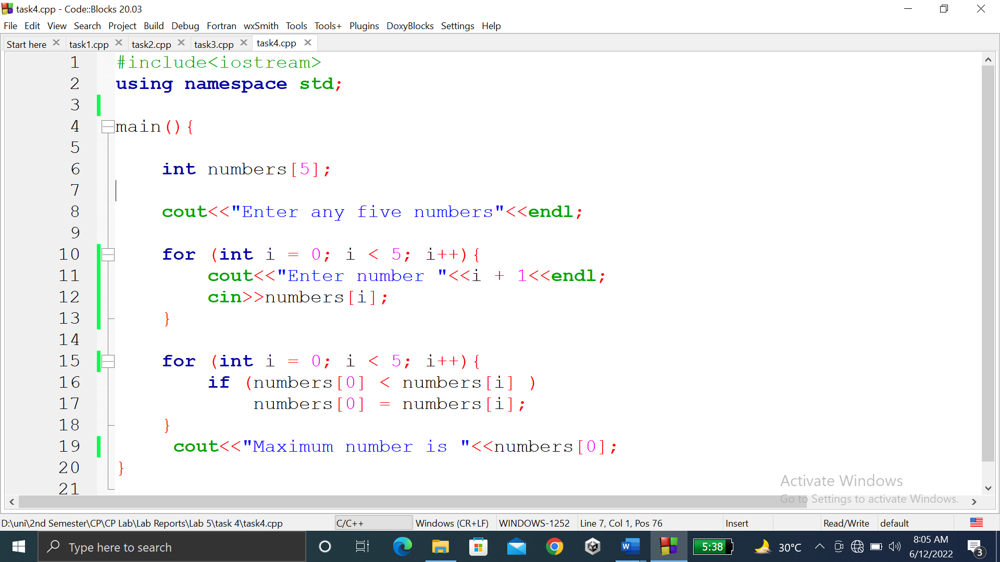 task4.cpp - Code::Blocks 20.03
File Edit View Search Project Build Debug Fortran wxSmith Tools Tools+ Plugins DoxyBlocks Settings Help
Start here task1.cpp task2.cpp task3.cpp task4.cpp
1 #include<iostream>
2 using namespace std;
3
4 main(){
5
6 int numbers[5];
7
8 cout<<"Enter any five numbers"<<endl;
9
10 for (int i = 0; i < 5; i++){
11 cout<<"Enter number "<<i + 1<<endl;
12 cin>>numbers[i];
13 }
14
15 for (int i = 0; i < 5; i++){
16 if (numbers[0] < numbers[i] )
17 numbers[0] = numbers[i];
18 }
19 cout<<"Maximum number is "<<numbers[0];
20 }
21
Activate Windows
Go to Settings to activate Windows.
D:\uni\2nd Semester\CP\CP Lab\Lab Reports\Lab 5\task 4\task4.cpp C/C++ Windows (CR+LF) WINDOWS-1252 Line 7, Col 1, Pos 76 Insert Read/Write default
Type here to search W 5:38 30°C 8:05 AM
6/12/2022 3